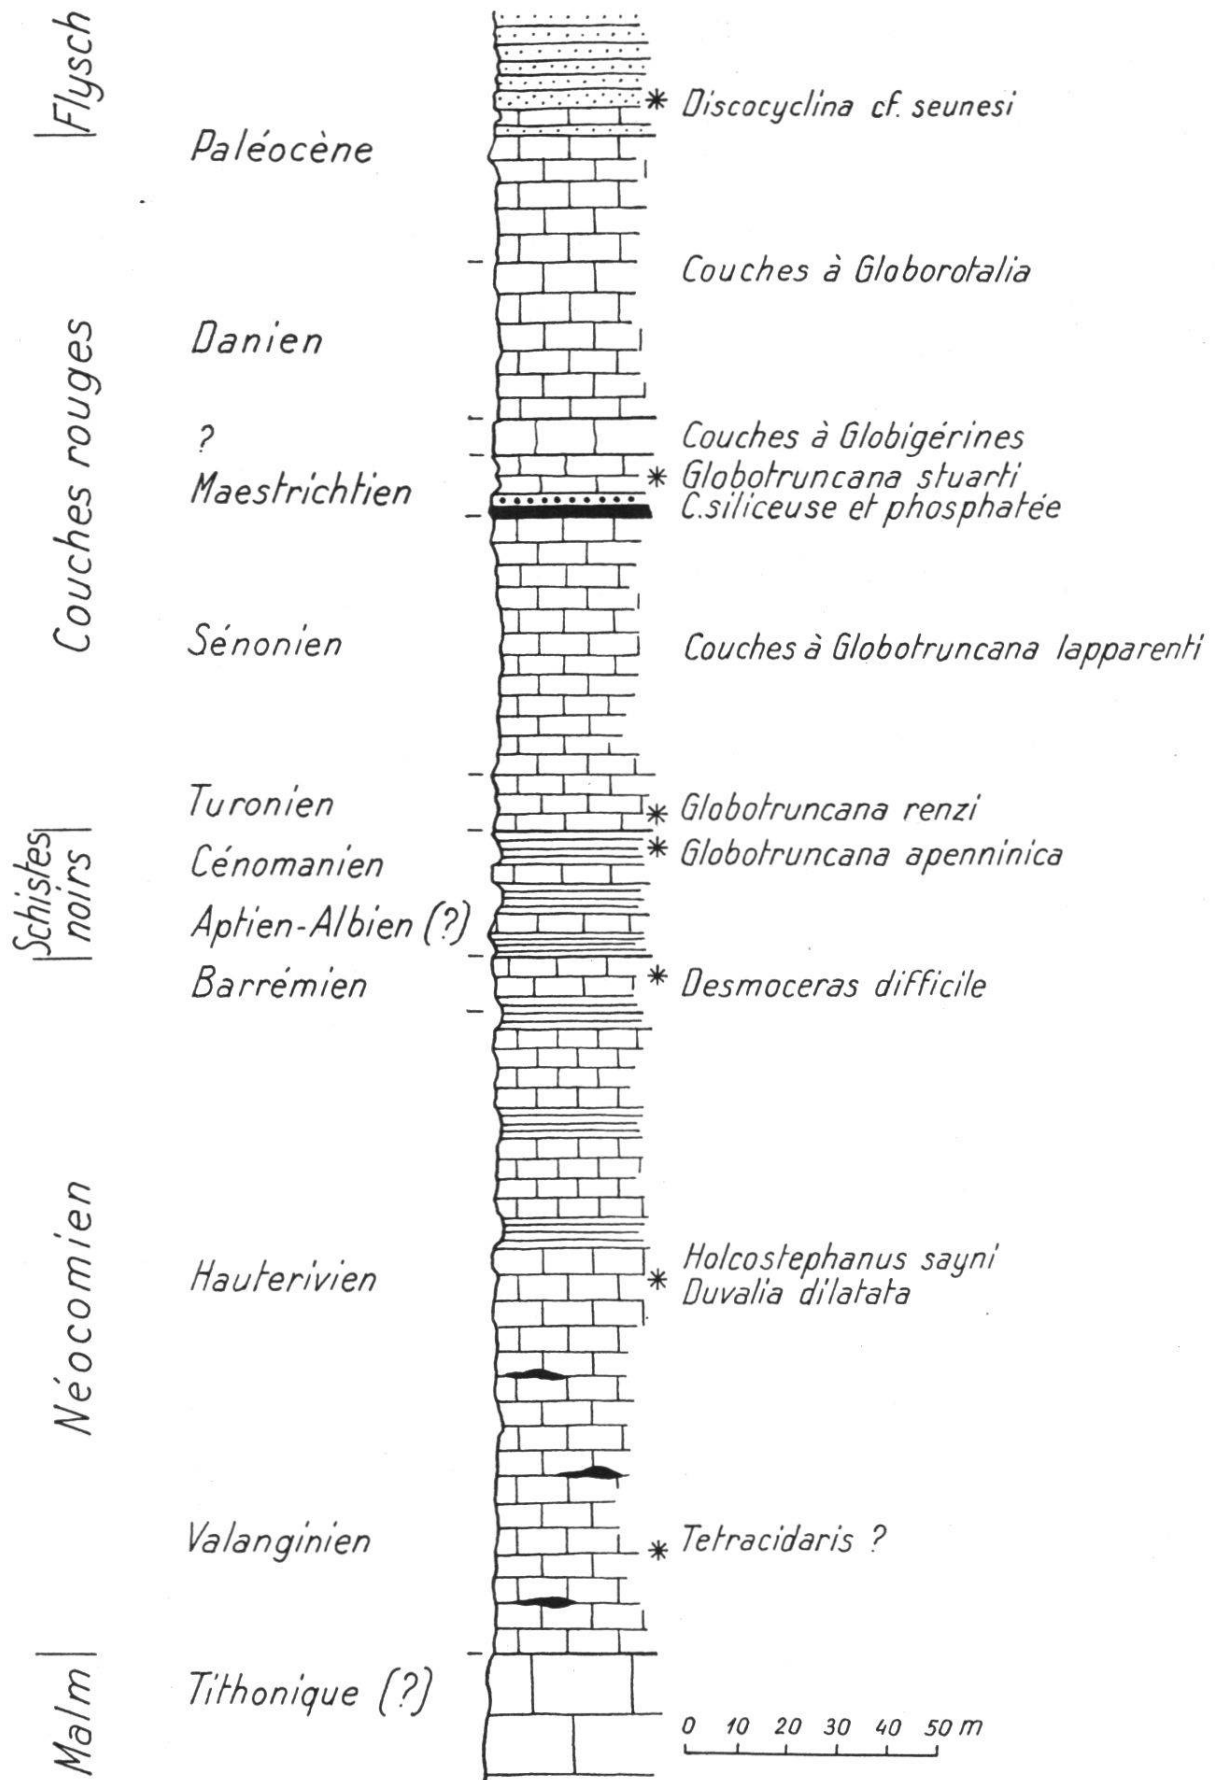 Flysch
Discocyclina cf. seunesi
Paléocène
Couches à Globorotalia
Couches rouges
Danien
?
Couches à Globigérines
Globotruncana stuarti
Maestrichtien
C.siliceuse et phosphatée
Sénonien
Couches à Globotruncana lapparenti
Turonien
Globotruncana renzi
Schistes
noirs
Cénomanien
Globotruncana apenninica
Aptien-Albien (?)
Barrémien
Desmoceras difficile
Néocomien
Hauterivien
Holcostephanus sayni
Duvalia dilatata
Valanginien
Tetracidaris ?
Malm
Tithonique (?)
0 10 20 30 40 50 m